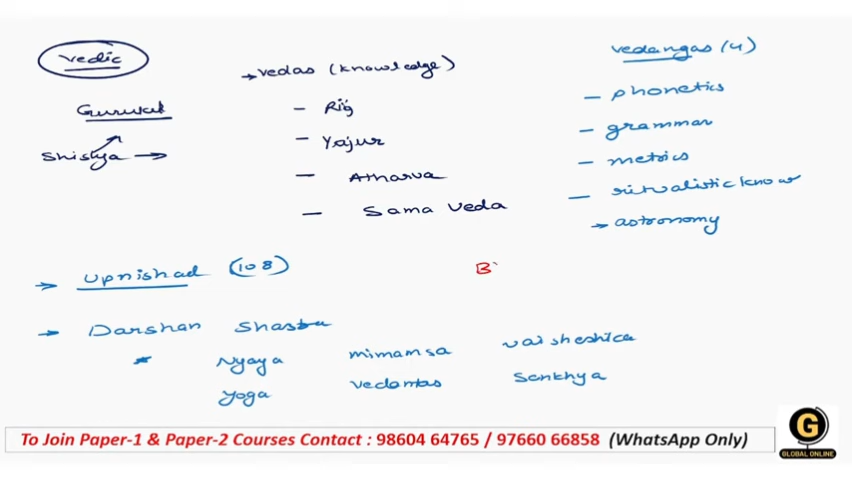 Vedic
Gurukul
Shishya
Vedas (knowledge)
- Rig
- Yajur
- Atharva
- Sama Veda
Vedangas (4)
- phonetics
- grammar
- metrics
- ritualistic know
→ astronomy
→ Upnishad (108)
B
→ Darshan Shastra
Nyaya mimamsa vaisheshica
Yoga vedantas Sankhya
To Join Paper-1 & Paper-2 Courses Contact : 98604 64765 / 97660 66858 (WhatsApp Only)
G
GLOBAL ONLINE